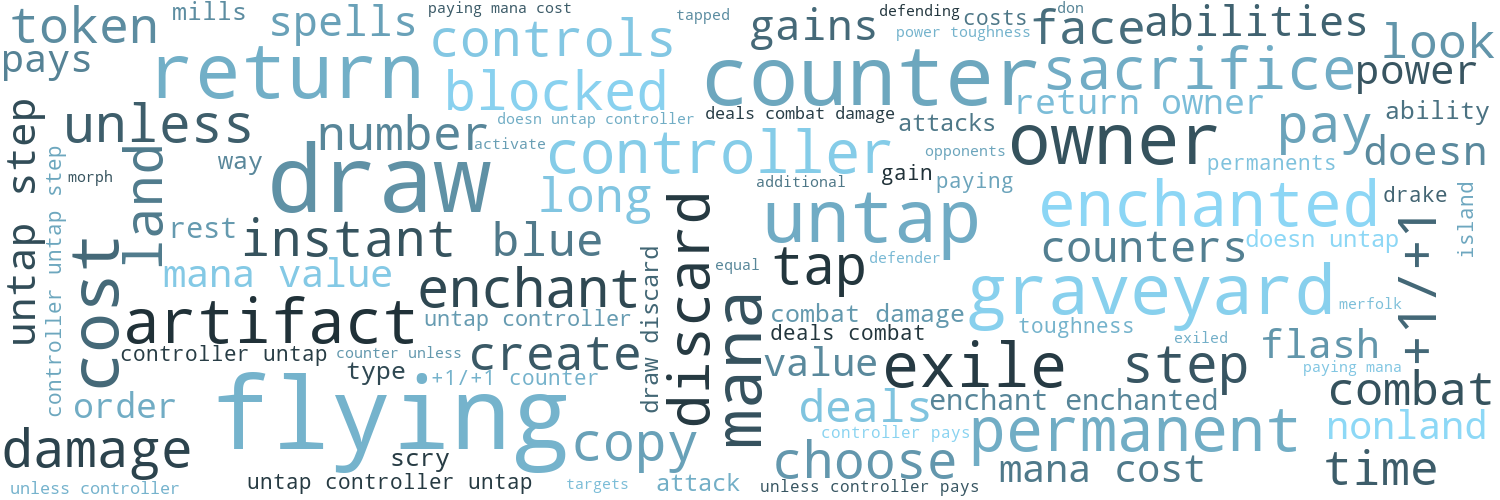 token
mills
spells
paying mana cost
controls
tapped
gains
defending
costs
don
power toughness
face
abilities
look
pays
return
blocked
counter
sacrifice
power
return owner
ability
untap step
unless
number
doesn untap controller
deals combat damage
attacks
owner
pay
doesn
controller untap step
morph
land
way
draw
activate
controller
opponents
permanents
long
additional
gain
paying
enchanted
drake
island
rest
instant
blue
discard
untap
counters
doesn untap
+1/+1
cost
mana value
enchant
draw discard
equal
tap
defender
graveyard
merfolk
artifact
untap controller
mana
combat damage
deals combat
toughness
exiled
flash
controller untap
counter unless
create
value
exile
step
paying mana
type
+1/+1 counter
combat
order
flying
deals
enchant enchanted
nonland
damage
copy
controller pays
permanent
scry
choose
mana cost
time
unless controller
untap controller untap
targets
attack
unless controller pays